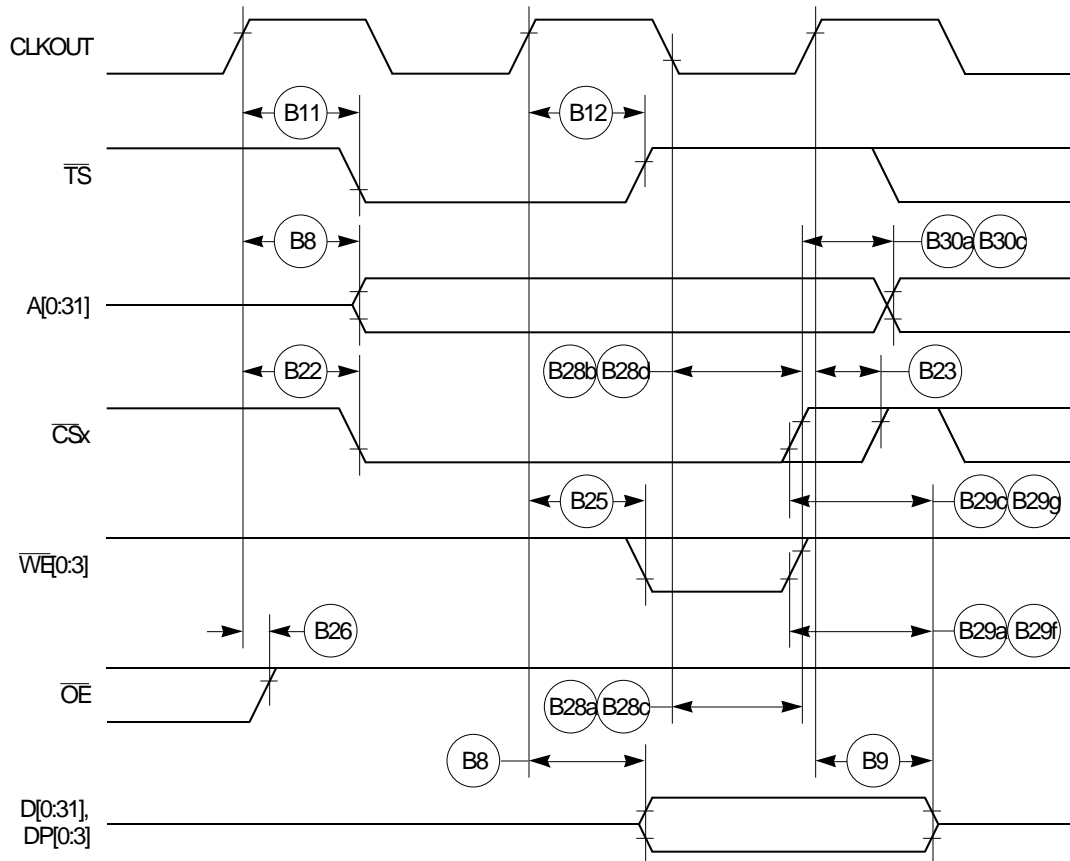 CLKOUT
B11 B12
TS
B8 B30a B30c
A[0:31]
B22 B28b B28d B23
CSx
B25 B29c B29g
WE[0:3]
B26 B29a B29f
OE
B28a B28c
B8 B9
D[0:31],
DP[0:3]